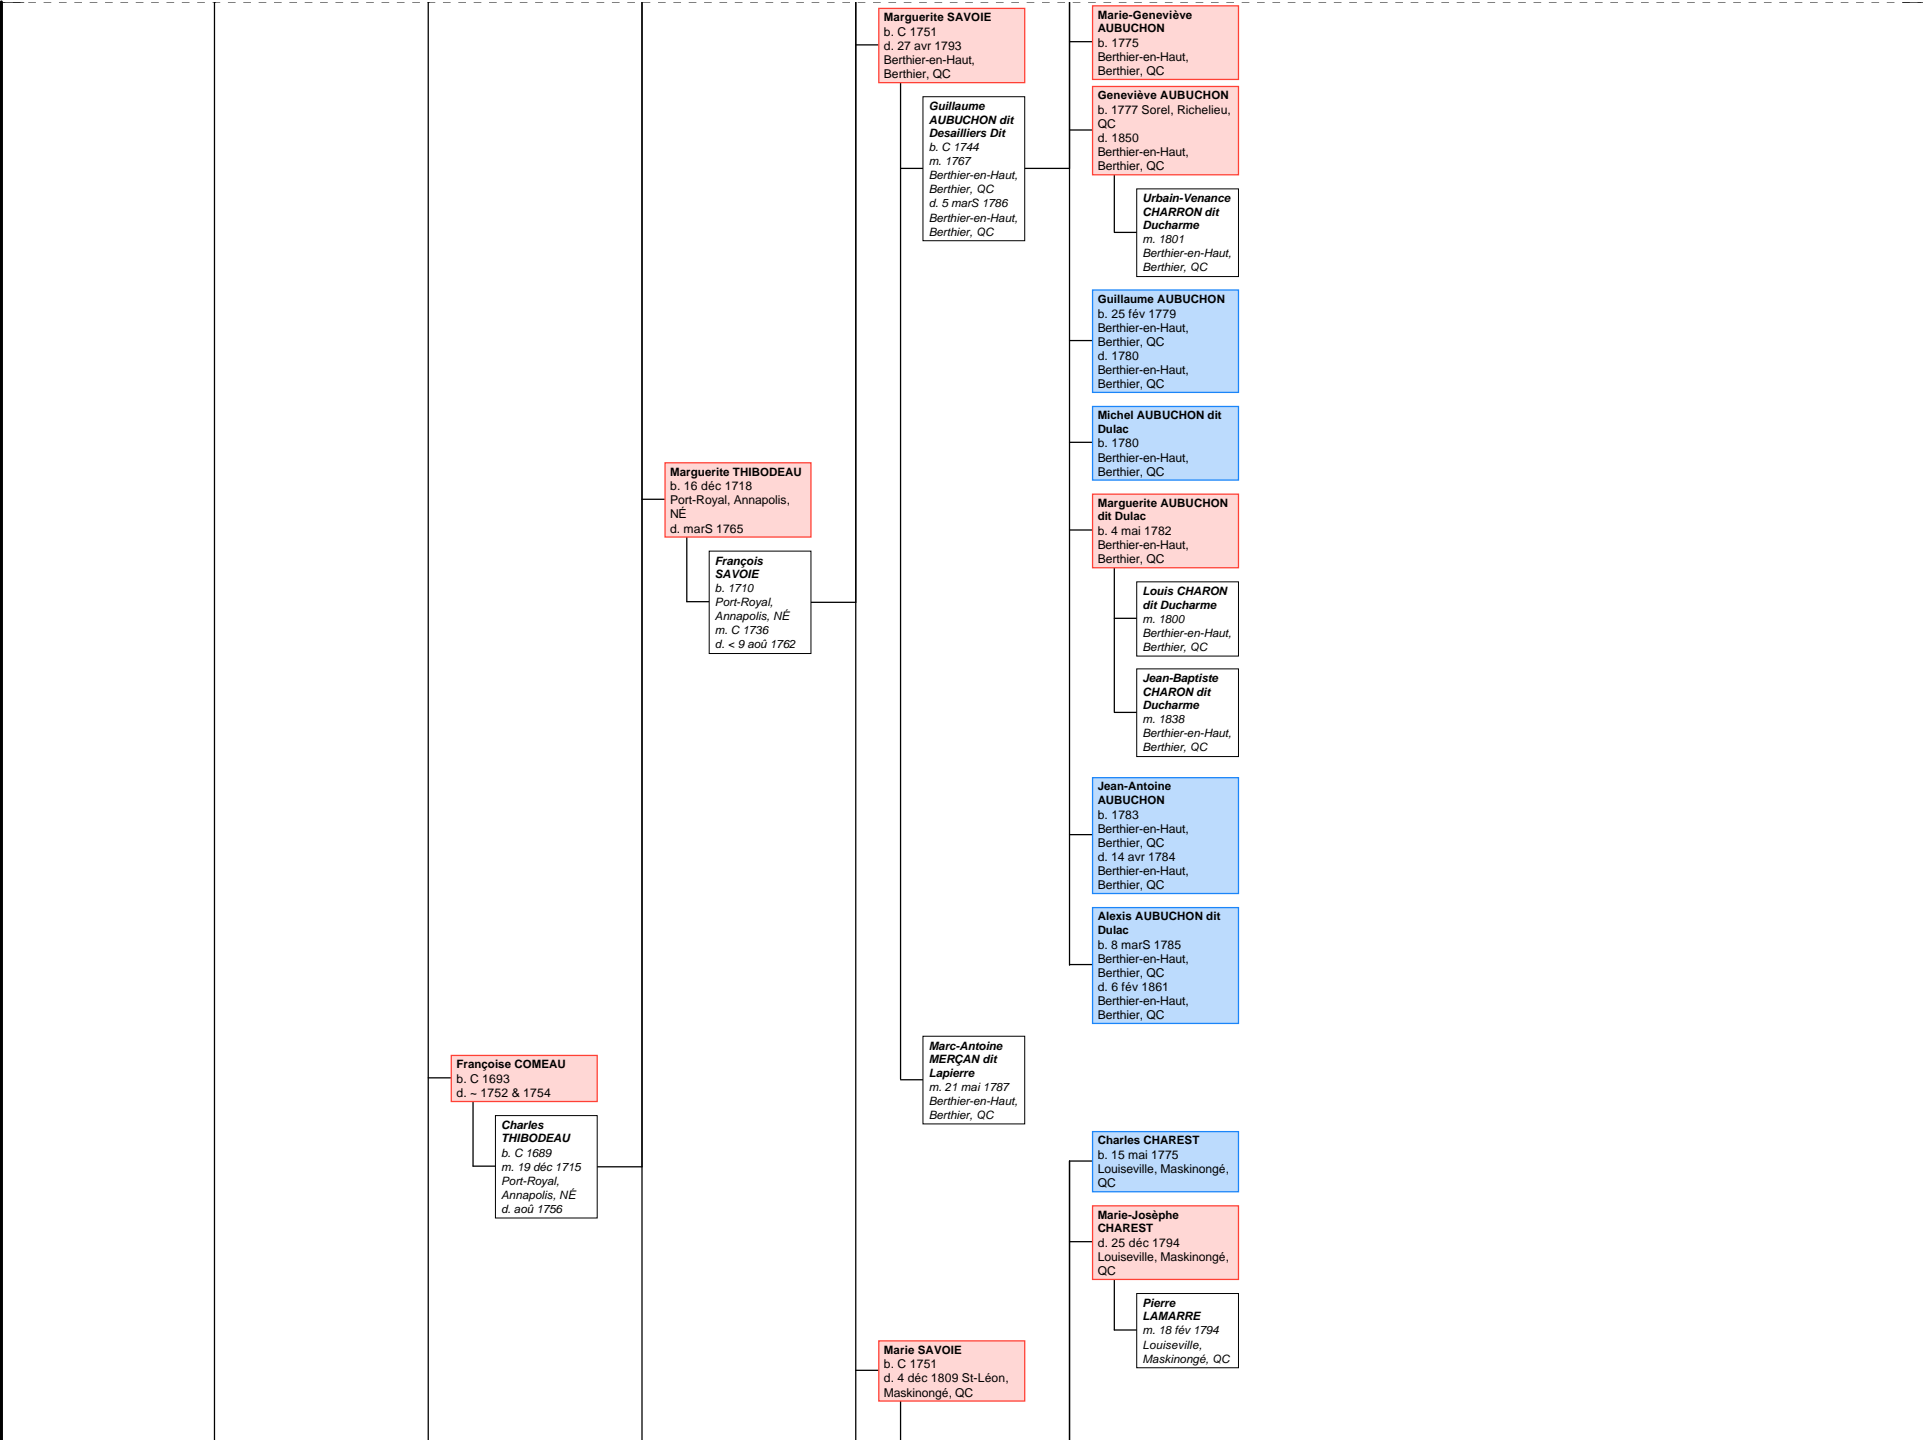 Marguerite SAVOIE
b. C 1751
d. 27 avr 1793
Berthier-en-Haut,
Berthier, QC
Marie-Geneviève
AUBUCHON
b. 1775
Berthier-en-Haut,
Berthier, QC
Guillaume
AUBUCHON dit
Desailliers Dit
b. C 1744
m. 1767
Berthier-en-Haut,
Berthier, QC
d. 5 marS 1786
Berthier-en-Haut,
Berthier, QC
Geneviève AUBUCHON
b. 1777 Sorel, Richelieu,
QC
d. 1850
Berthier-en-Haut,
Berthier, QC
Urbain-Venance
CHARRON dit
Ducharme
m. 1801
Berthier-en-Haut,
Berthier, QC
Guillaume AUBUCHON
b. 25 fév 1779
Berthier-en-Haut,
Berthier, QC
d. 1780
Berthier-en-Haut,
Berthier, QC
Michel AUBUCHON dit
Dulac
b. 1780
Berthier-en-Haut,
Berthier, QC
Marguerite THIBODEAU
b. 16 déc 1718
Port-Royal, Annapolis,
NÉ
d. marS 1765
François
SAVOIE
b. 1710
Port-Royal,
Annapolis, NÉ
m. C 1736
d. < 9 aoû 1762
Marguerite AUBUCHON
dit Dulac
b. 4 mai 1782
Berthier-en-Haut,
Berthier, QC
Louis CHARON
dit Ducharme
m. 1800
Berthier-en-Haut,
Berthier, QC
Jean-Baptiste
CHARON dit
Ducharme
m. 1838
Berthier-en-Haut,
Berthier, QC
Jean-Antoine
AUBUCHON
b. 1783
Berthier-en-Haut,
Berthier, QC
d. 14 avr 1784
Berthier-en-Haut,
Berthier, QC
Alexis AUBUCHON dit
Dulac
b. 8 marS 1785
Berthier-en-Haut,
Berthier, QC
d. 6 fév 1861
Berthier-en-Haut,
Berthier, QC
Marc-Antoine
MERÇAN dit
Lapierre
m. 21 mai 1787
Berthier-en-Haut,
Berthier, QC
Françoise COMEAU
b. C 1693
d. ~ 1752 & 1754
Charles
THIBODEAU
b. C 1689
m. 19 déc 1715
Port-Royal,
Annapolis, NÉ
d. aoû 1756
Charles CHAREST
b. 15 mai 1775
Louiseville, Maskinongé,
QC
Marie-Josèphe
CHAREST
d. 25 déc 1794
Louiseville, Maskinongé,
QC
Pierre
LAMARRE
m. 18 fév 1794
Louiseville,
Maskinongé, QC
Marie SAVOIE
b. C 1751
d. 4 déc 1809 St-Léon,
Maskinongé, QC